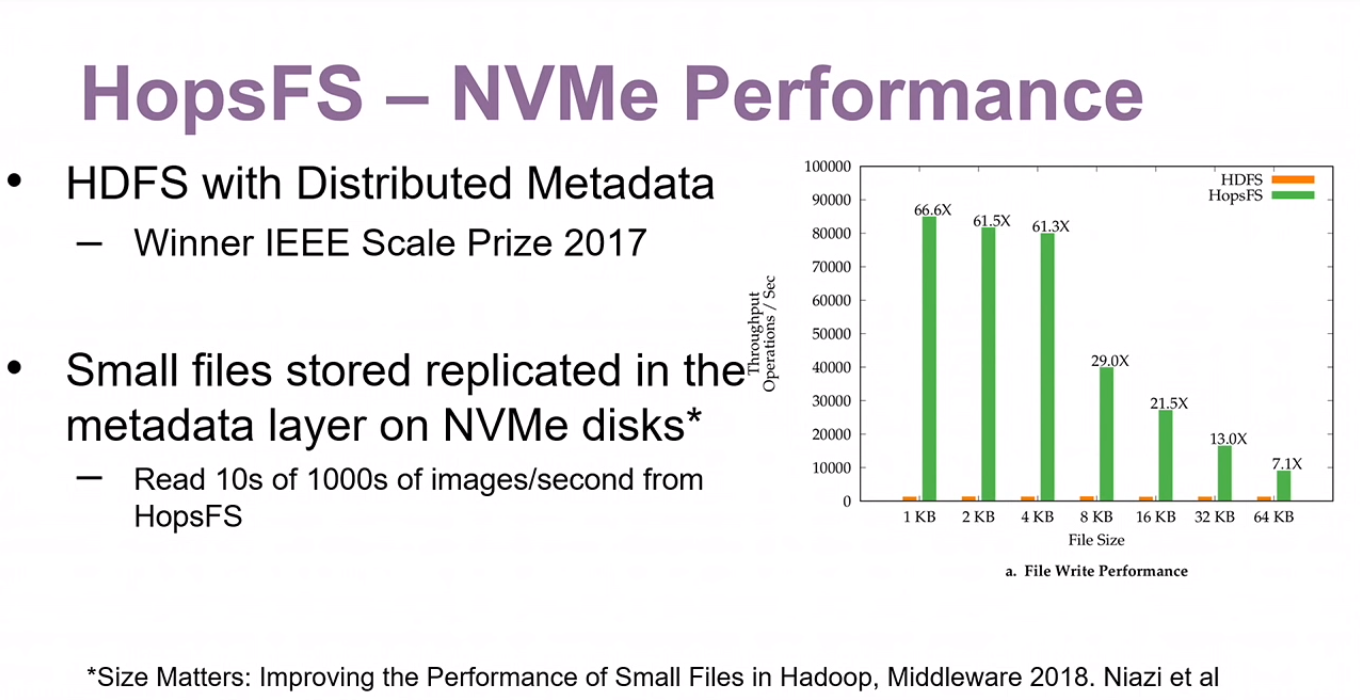 HopsFS – NVMe Performance
• HDFS with Distributed Metadata
– Winner IEEE Scale Prize 2017
• Small files stored replicated in the
metadata layer on NVMe disks*
– Read 10s of 1000s of images/second from
HopsFS
Throughput
Operations / Sec
100000
90000
80000
70000
60000
50000
40000
30000
20000
10000
0
HDFS
HopsFS
66.6X
61.5X
61.3X
29.0X
21.5X
13.0X
7.1X
1 KB 2 KB 4 KB 8 KB 16 KB 32 KB 64 KB
File Size
a. File Write Performance
*Size Matters: Improving the Performance of Small Files in Hadoop, Middleware 2018. Niazi et al